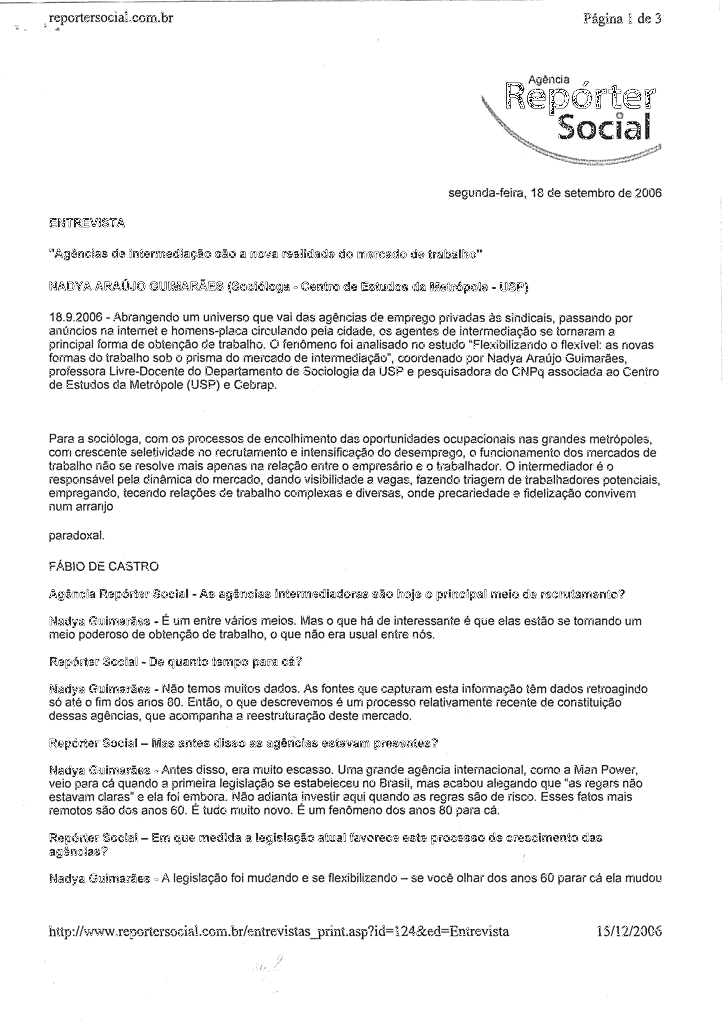 reportersocial.com.br Página 1 de 3
Agência
Repórter
Social
segunda-feira, 18 de setembro de 2006
ENTREVISTA
"Agências de intermediação são a nova realidade do mercado de trabalho"
NADYA ARAÚJO GUIMARÃES (Socióloga - Centro de Estudos da Metrópole - USP)
18.9.2006 - Abrangendo um universo que vai das agências de emprego privadas às sindicais, passando por
anúncios na internet e homens-placa circulando pela cidade, os agentes de intermediação se tornaram a
principal forma de obtenção de trabalho. O fenômeno foi analisado no estudo "Flexibilizando o flexível: as novas
formas do trabalho sob o prisma do mercado de intermediação", coordenado por Nadya Araújo Guimarães,
professora Livre-Docente do Departamento de Sociologia da USP e pesquisadora do CNPq associada ao Centro
de Estudos da Metrópole (USP) e Cebrap.
Para a socióloga, com os processos de encolhimento das oportunidades ocupacionais nas grandes metrópoles,
com crescente seletividade no recrutamento e intensificação do desemprego, o funcionamento dos mercados de
trabalho não se resolve mais apenas na relação entre o empresário e o trabalhador. O intermediador é o
responsável pela dinâmica do mercado, dando visibilidade a vagas, fazendo triagem de trabalhadores potenciais,
empregando, tecendo relações de trabalho complexas e diversas, onde precariedade e fidelização convivem
num arranjo
paradoxal.
FÁBIO DE CASTRO
Agência Repórter Social - As agências intermediadoras são hoje o principal meio de recrutamento?
Nadya Guimarães - É um entre vários meios. Mas o que há de interessante é que elas estão se tornando um
meio poderoso de obtenção de trabalho, o que não era usual entre nós.
Repórter Social - De quanto tempo para cá?
Nadya Guimarães - Não temos muitos dados. As fontes que capturam esta informação têm dados retroagindo
só até o fim dos anos 80. Então, o que descrevemos é um processo relativamente recente de constituição
dessas agências, que acompanha a reestruturação deste mercado.
Repórter Social – Mas antes disso as agências estavam presentes?
Nadya Guimarães - Antes disso, era muito escasso. Uma grande agência internacional, como a Man Power,
veio para cá quando a primeira legislação se estabeleceu no Brasil, mas acabou alegando que "as regars não
estavam claras" e ela foi embora. Não adianta investir aqui quando as regras são de risco. Esses fatos mais
remotos são dos anos 60. É tudo muito novo. É um fenômeno dos anos 80 para cá.
Repórter Social – Em que medida a legislação atual favorece este processo de crescimento das
agências?
Nadya Guimarães - A legislação foi mudando e se flexibilizando – se você olhar dos anos 60 parar cá ela mudou
http://www.reportersocial.com.br/entrevistas_print.asp?id=124&ed=Entrevista 15/12/2006